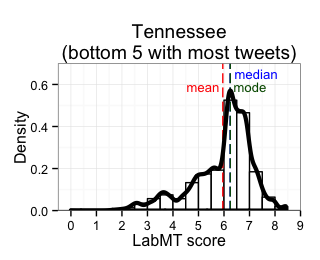 Tennessee
(bottom 5 with most tweets)
median
mean mode
Density
0.6
0.4
0.2
0.0
0 1 2 3 4 5 6 7 8 9
LabMT score